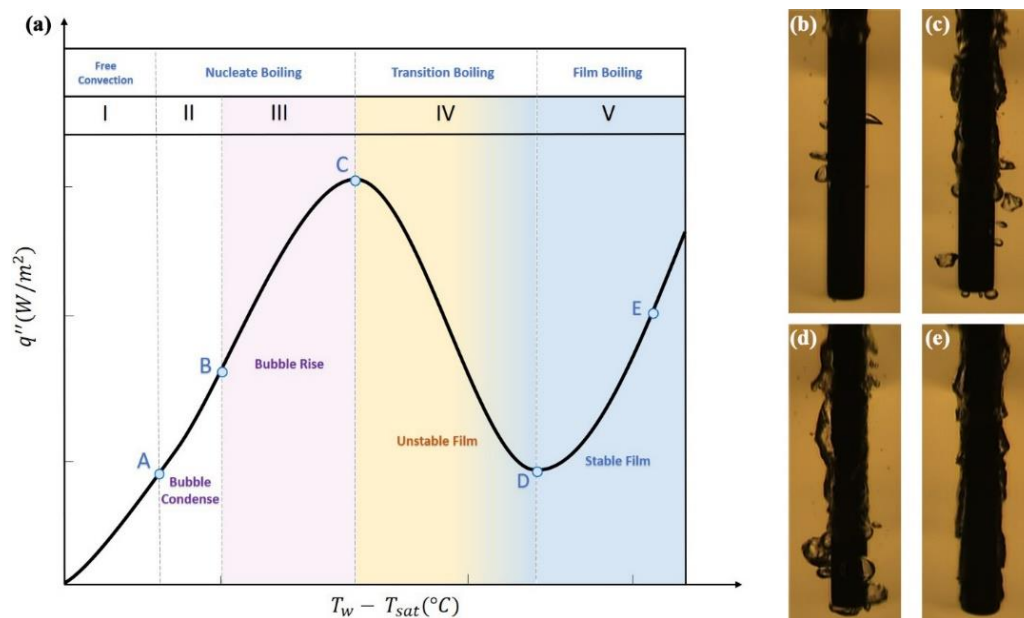 (a)
Free
Convection
Nucleate Boiling
Transition Boiling
Film Boiling
I
II
III
IV
V
C
E
B
Bubble Rise
Unstable Film
A
Bubble
Condense
D
Stable Film
q''(W/m²)
T_w − T_sat(°C)
(b)
(c)
(d)
(e)